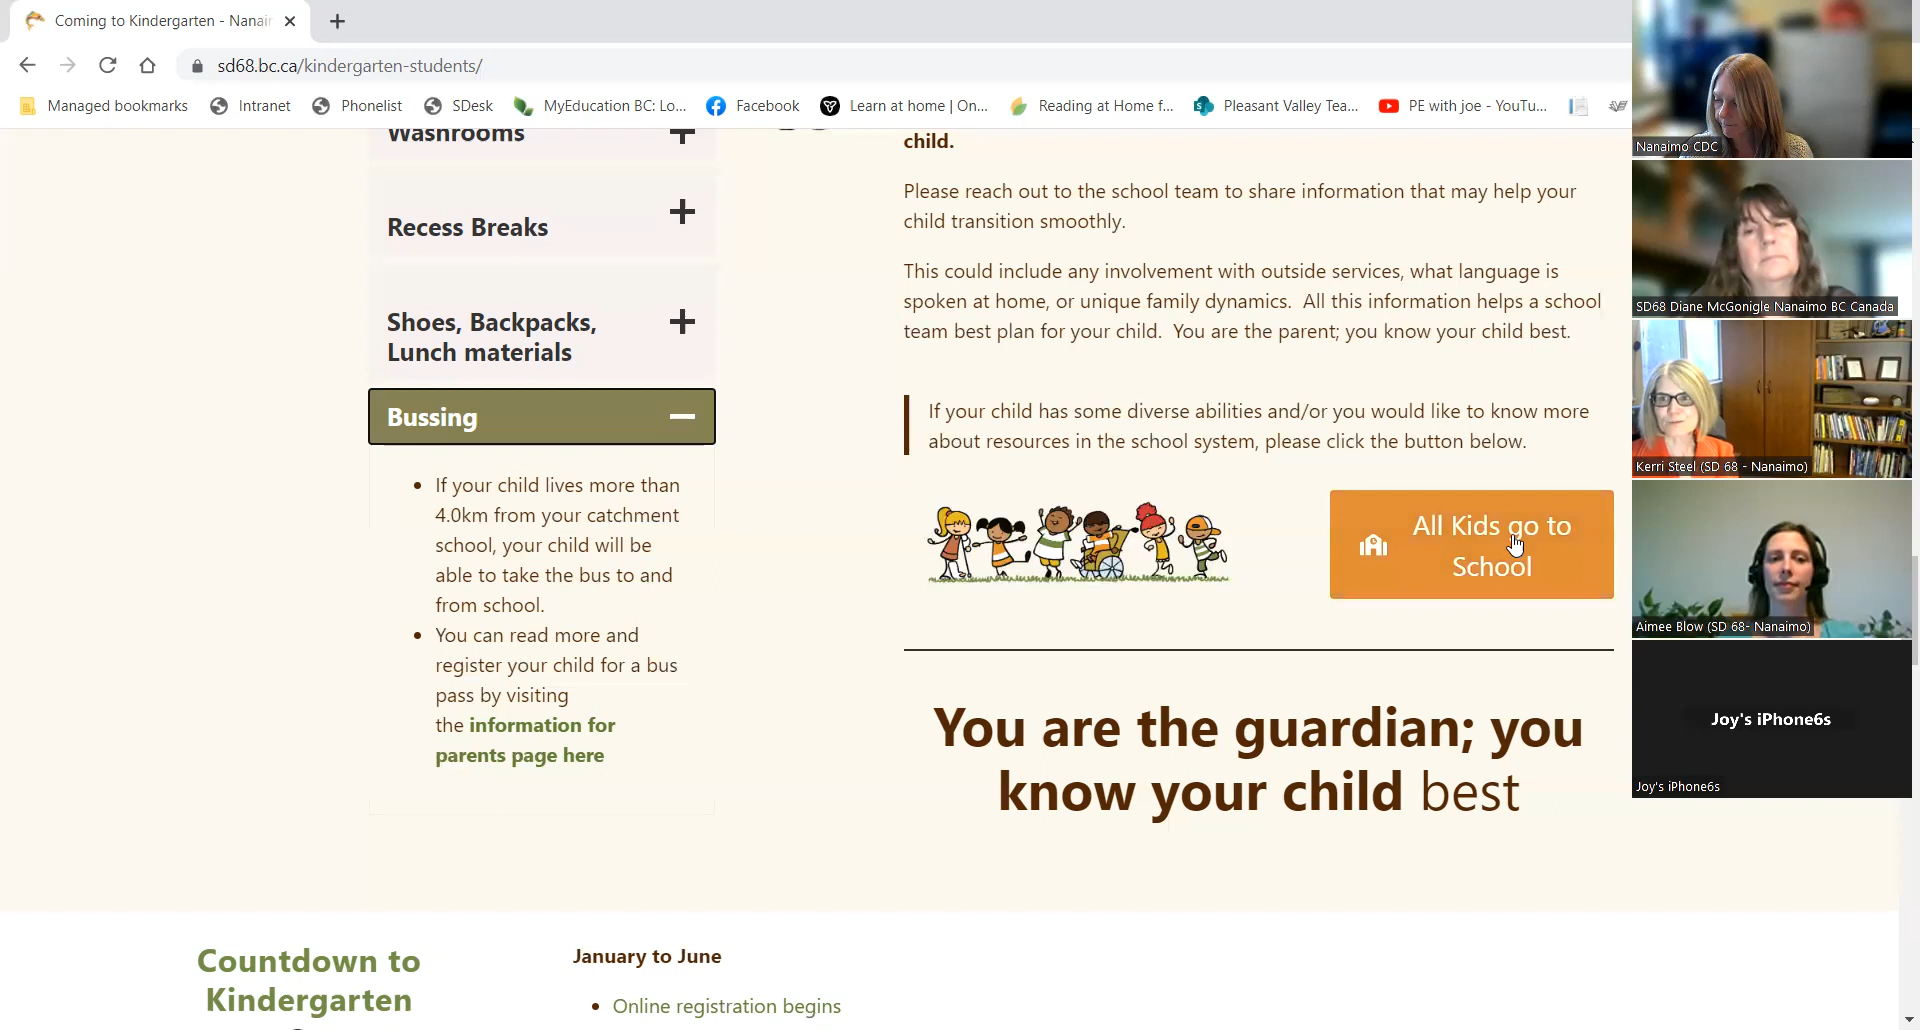 Coming to Kindergarten - Nanai
sd68.bc.ca/kindergarten-students/
Managed bookmarks
Intranet
Phonelist
SDesk
MyEducation BC: Lo...
Facebook
Learn at home | On...
Reading at Home f...
Pleasant Valley Tea...
PE with joe - YouTu...
Washrooms
Recess Breaks
Shoes, Backpacks,
Lunch materials
Bussing
• If your child lives more than
4.0km from your catchment
school, your child will be
able to take the bus to and
from school.
• You can read more and
register your child for a bus
pass by visiting
the information for
parents page here
child.
Please reach out to the school team to share information that may help your
child transition smoothly.
This could include any involvement with outside services, what language is
spoken at home, or unique family dynamics.  All this information helps a school
team best plan for your child.  You are the parent; you know your child best.
If your child has some diverse abilities and/or you would like to know more
about resources in the school system, please click the button below.
All Kids go to
School
You are the guardian; you
know your child best
Countdown to
Kindergarten
January to June
• Online registration begins
Nanaimo CDC
SD68 Diane McGonigle Nanaimo BC Canada
Kerri Steel (SD 68 - Nanaimo)
Aimee Blow (SD 68- Nanaimo)
Joy's iPhone6s
Joy's iPhone6s